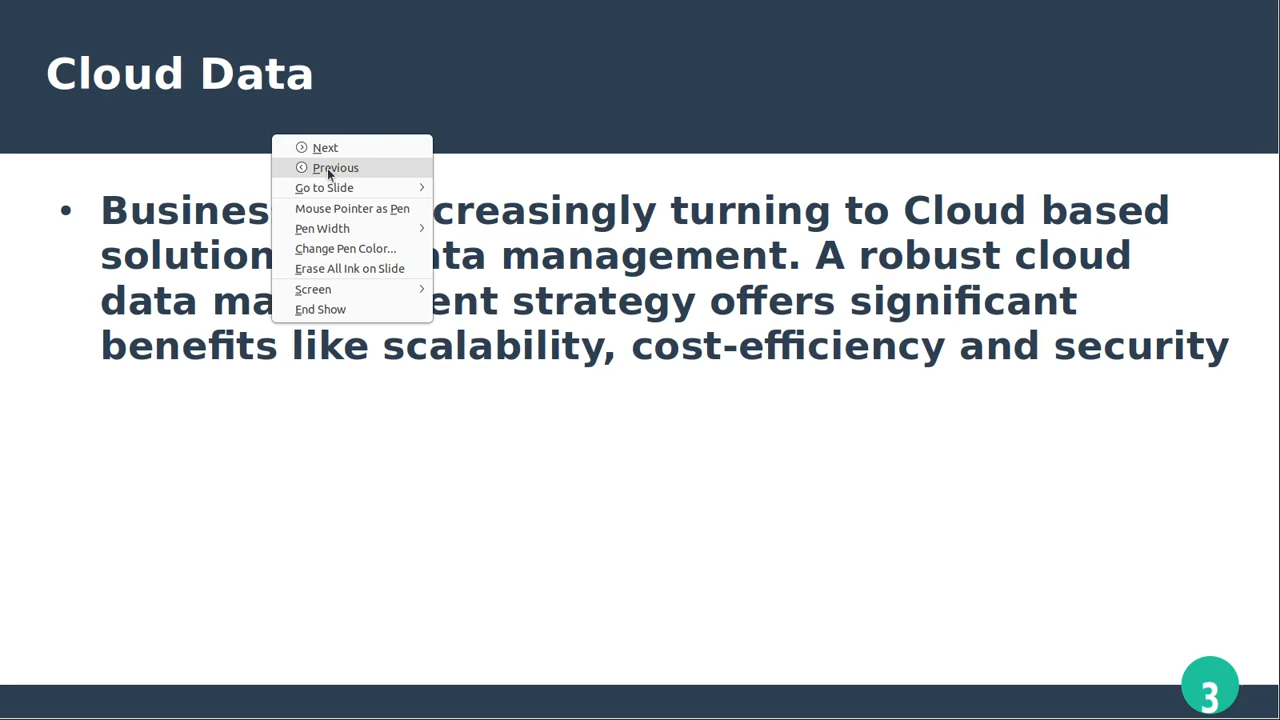 Cloud Data
Next
Previous
Go to Slide
Mouse Pointer as Pen
Pen Width
Change Pen Color...
Erase All Ink on Slide
Screen
End Show
• Busines creasingly turning to Cloud based
solution ta management. A robust cloud
data ma ent strategy offers significant
benefits like scalability, cost-efficiency and security
3